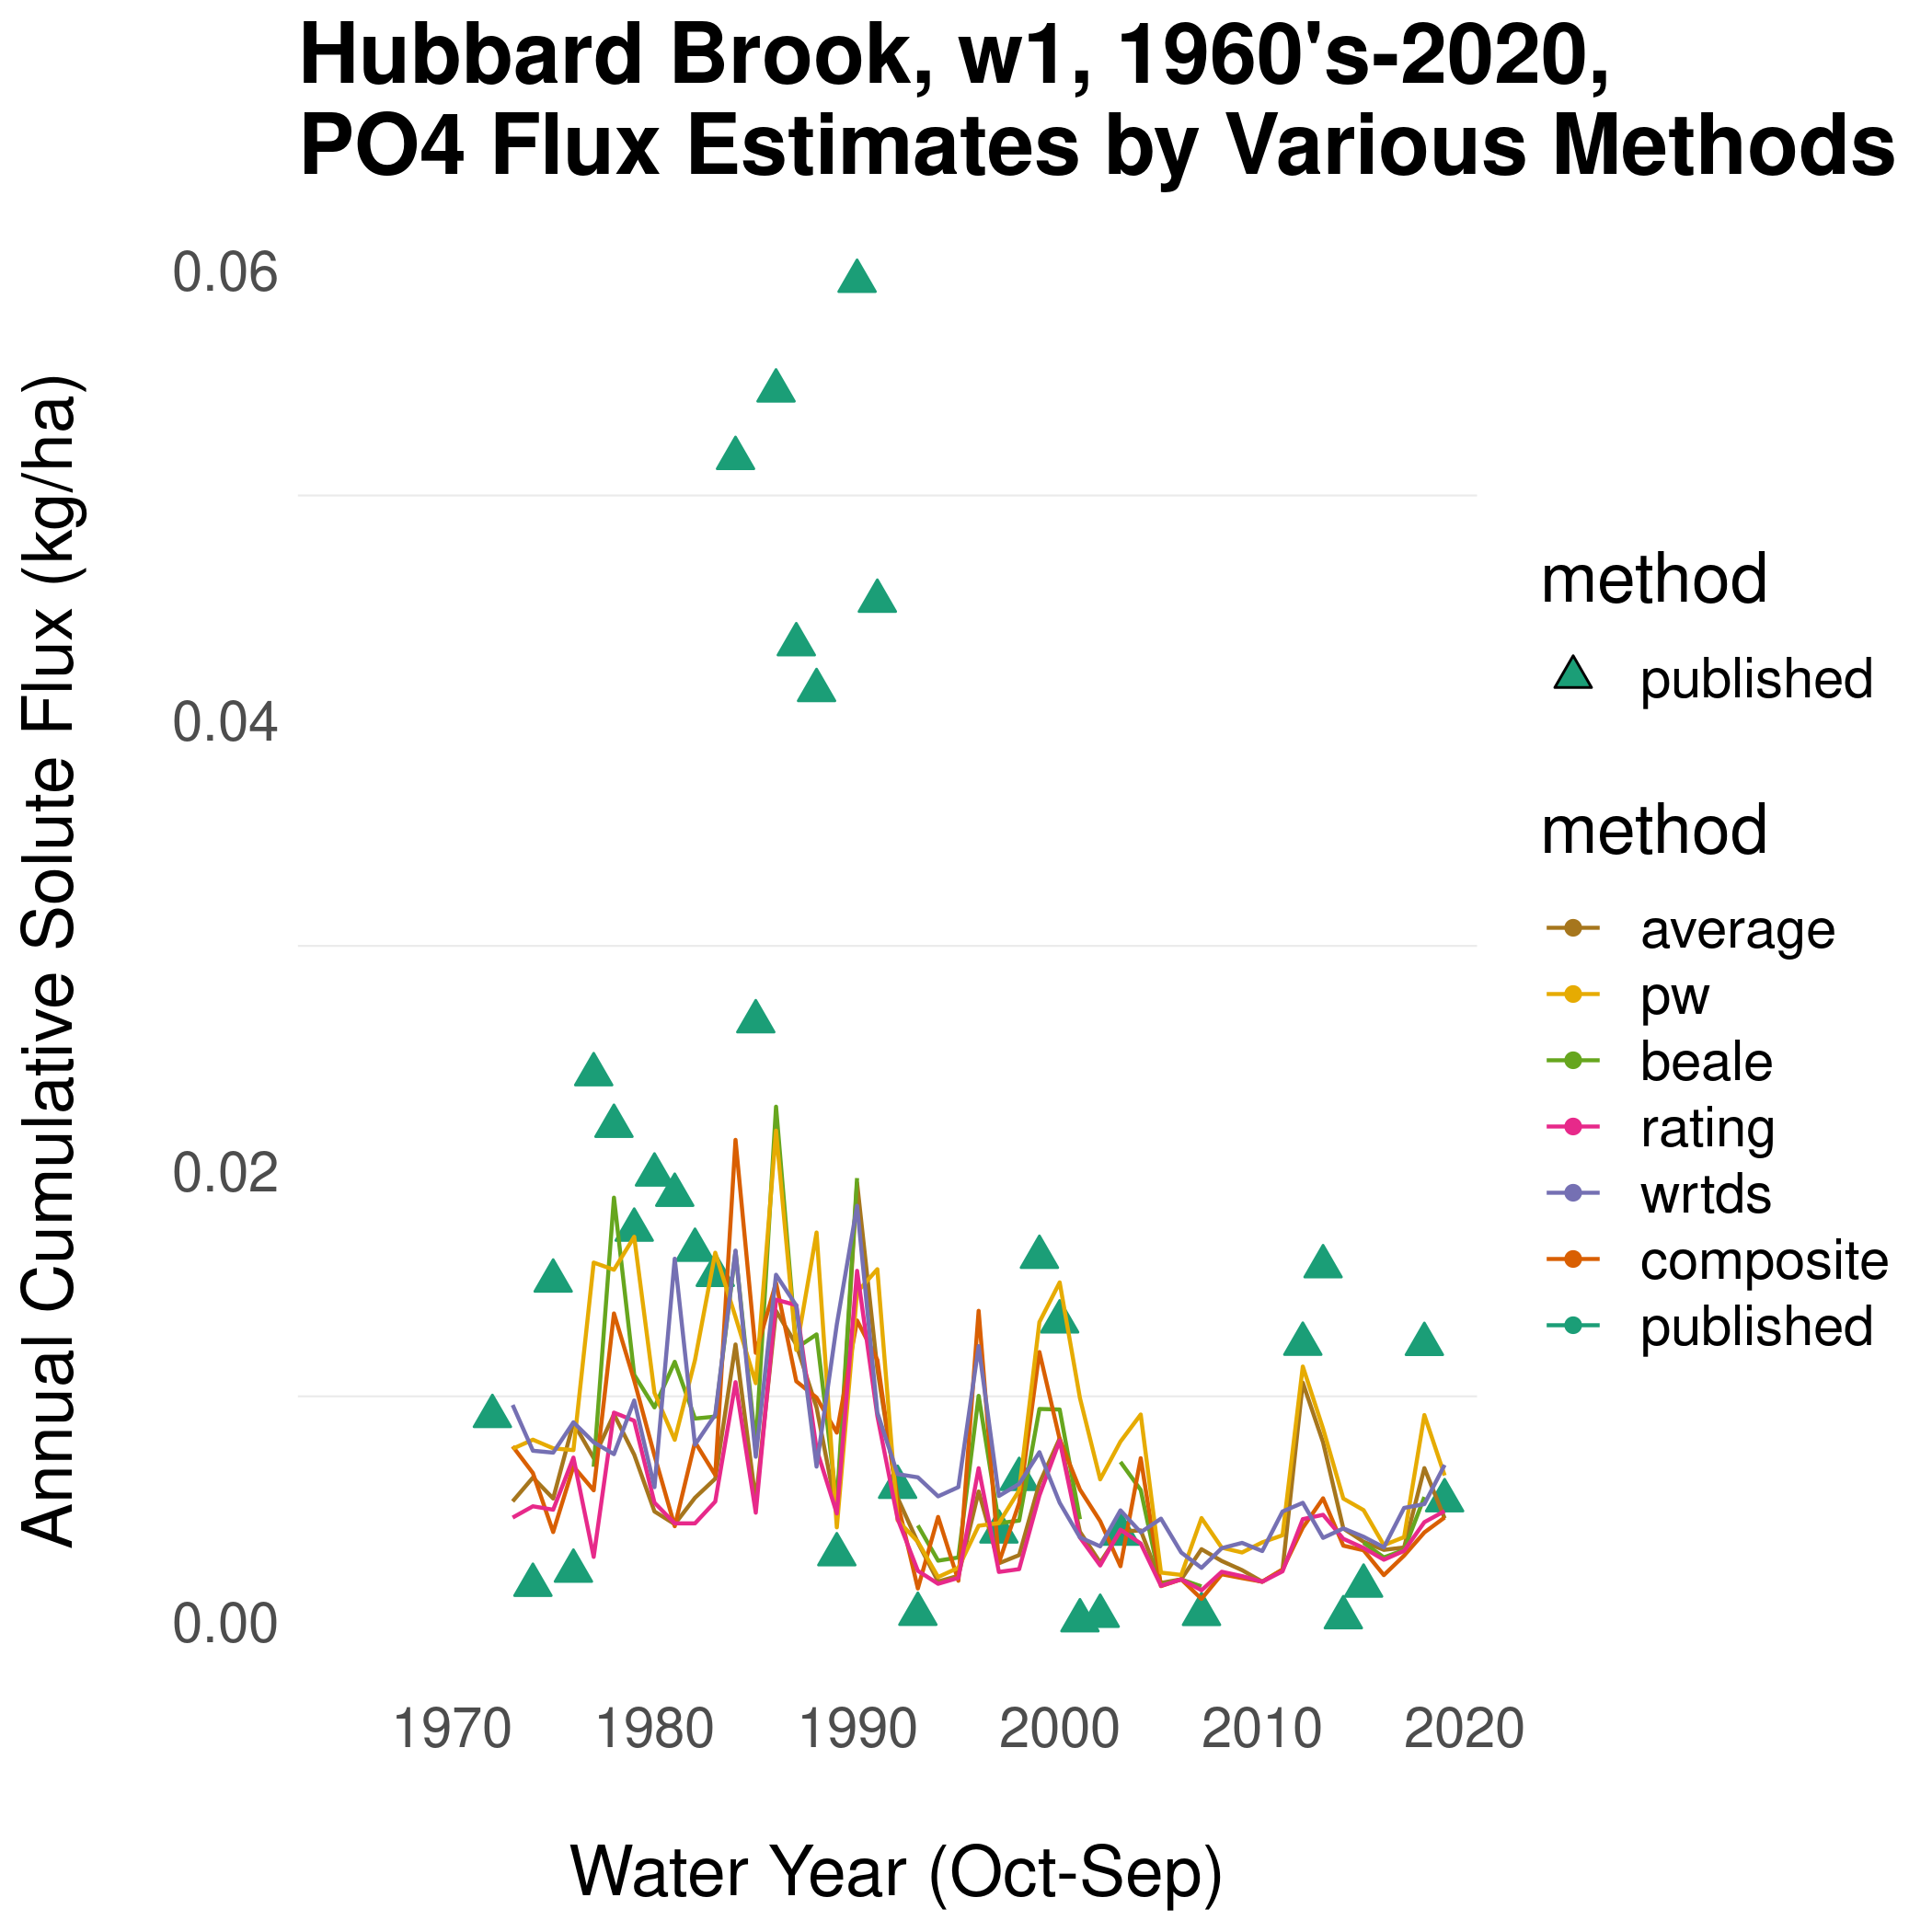 Hubbard Brook, w1, 1960's-2020,
PO4 Flux Estimates by Various Methods
Annual Cumulative Solute Flux (kg/ha)
0.06
0.04
0.02
0.00
1970 1980 1990 2000 2010 2020
Water Year (Oct-Sep)
method
published
method
average
pw
beale
rating
wrtds
composite
published